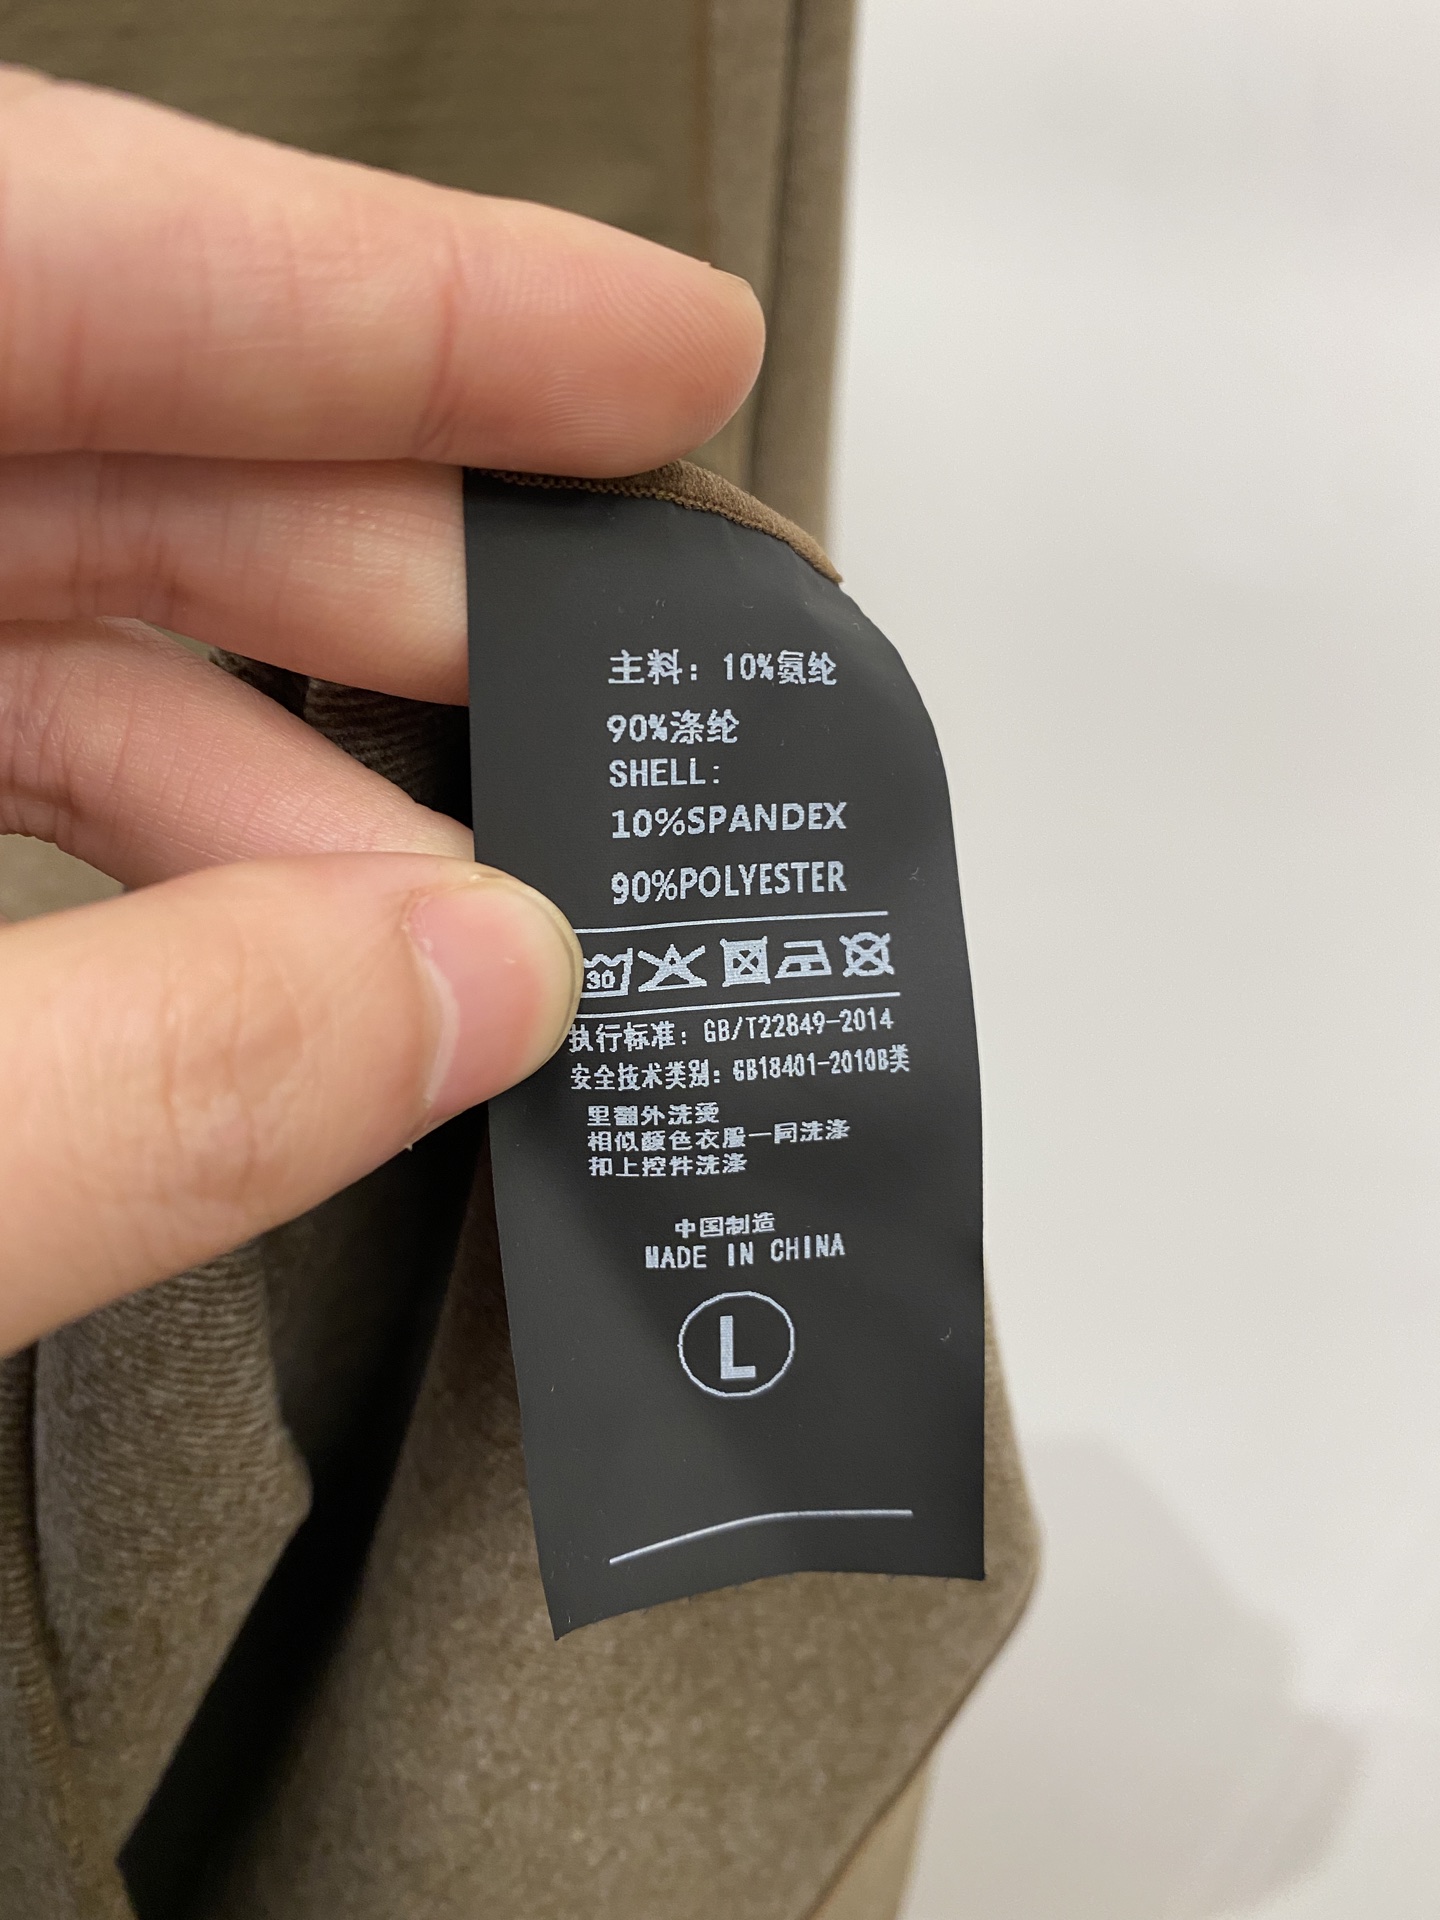 主料：10%氨纶
90%涤纶
SHELL:
10%SPANDEX
90%POLYESTER
30
执行标准：GB/T22849-2014
安全技术类别：GB18401-2010B类
里翻外洗烫
相似颜色衣服一同洗涤
扣上控件洗涤
中国制造
MADE IN CHINA
L